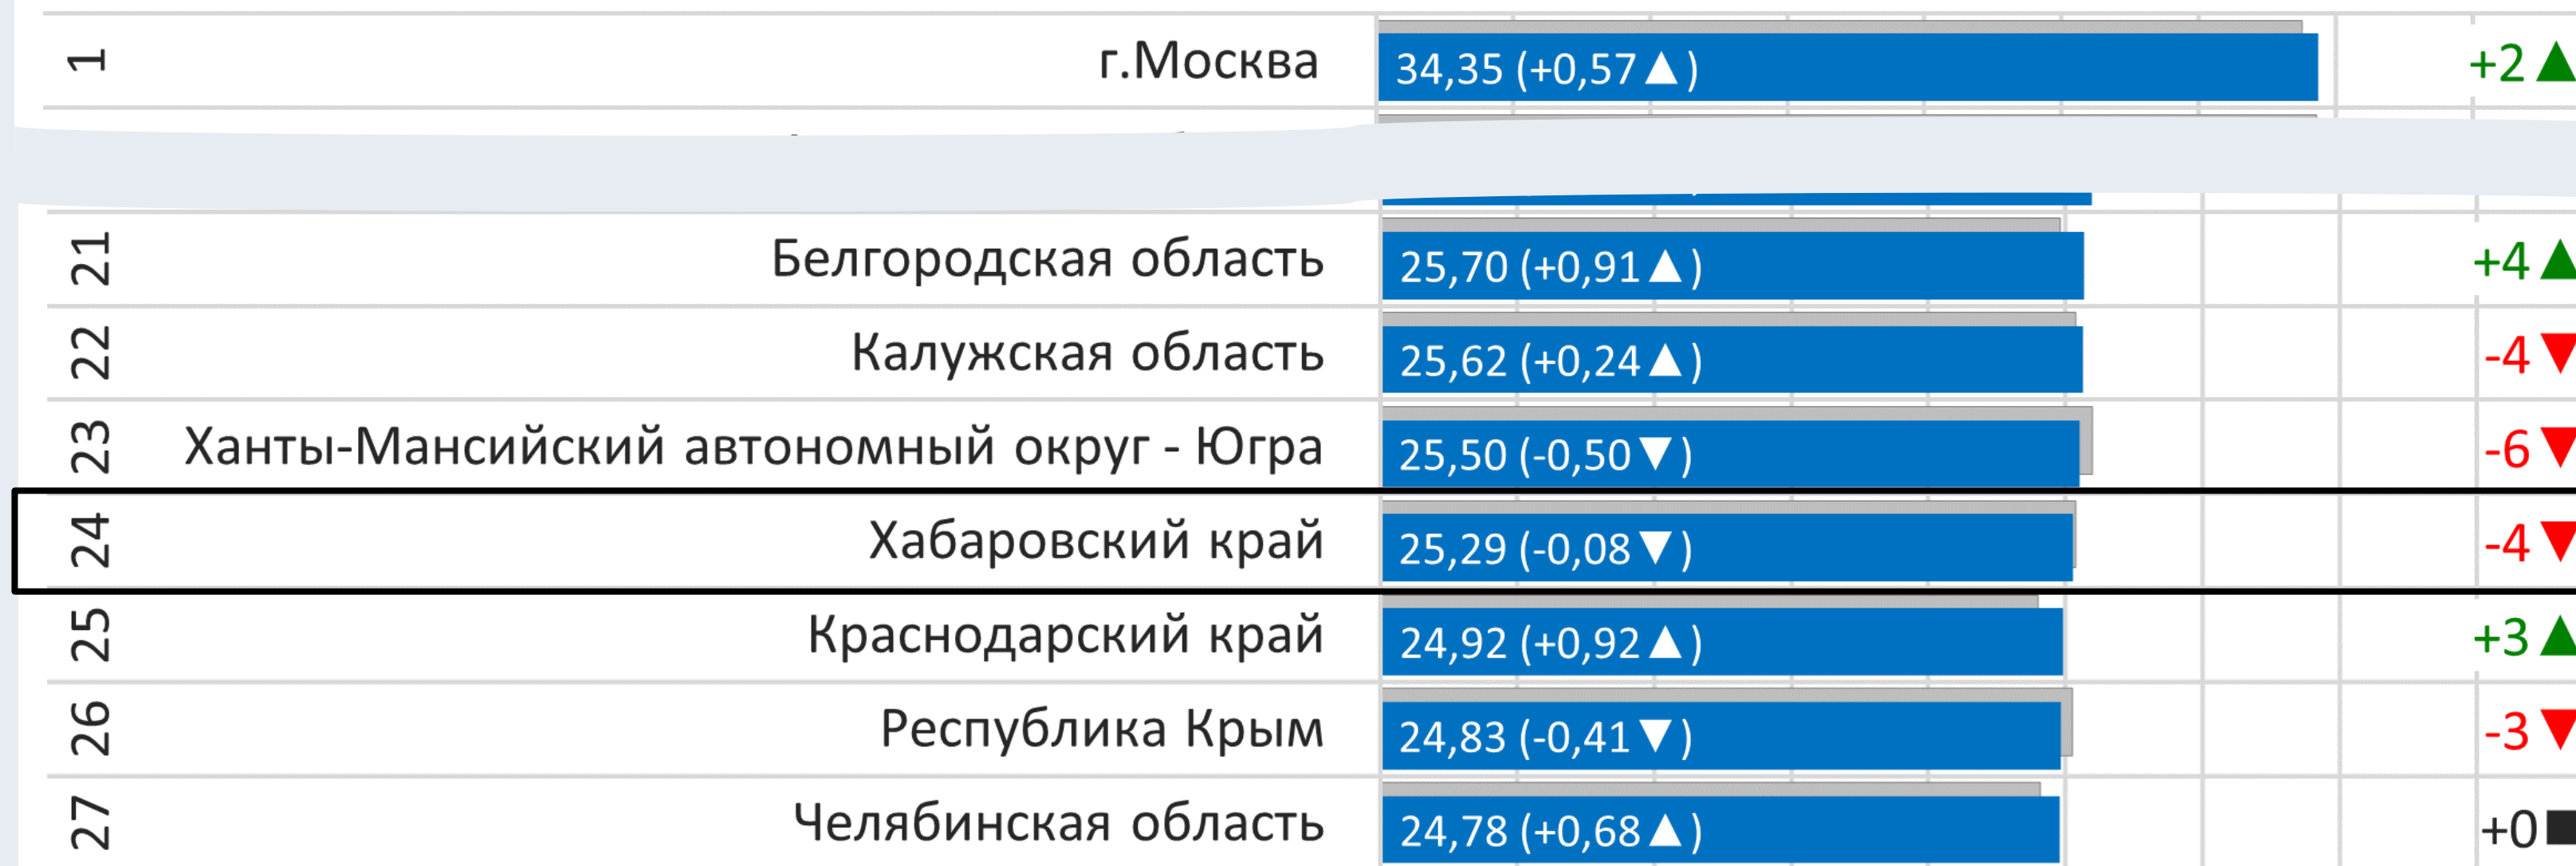 1 г.Москва 34,35 (+0,57▲) +2▲
21 Белгородская область 25,70 (+0,91▲) +4▲
22 Калужская область 25,62 (+0,24▲) -4▼
23 Ханты-Мансийский автономный округ - Югра 25,50 (-0,50▼) -6▼
24 Хабаровский край 25,29 (-0,08▼) -4▼
25 Краснодарский край 24,92 (+0,92▲) +3▲
26 Республика Крым 24,83 (-0,41▼) -3▼
27 Челябинская область 24,78 (+0,68▲) +0■